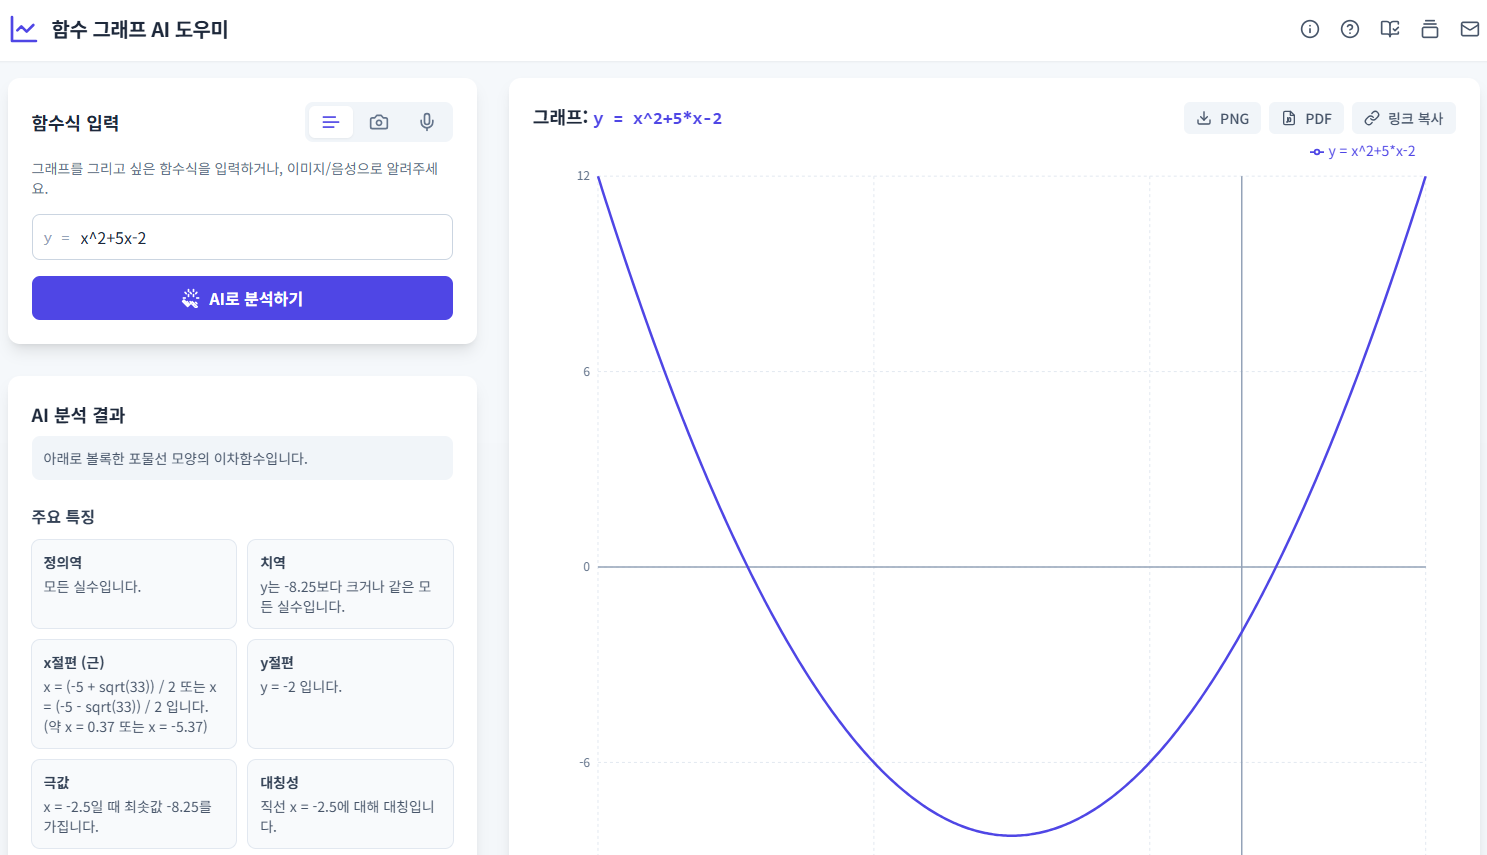 함수 그래프 AI 도우미
함수식 입력
그래프를 그리고 싶은 함수식을 입력하거나, 이미지/음성으로 알려주세
요.
y = x^2+5x-2
AI로 분석하기
AI 분석 결과
아래로 볼록한 포물선 모양의 이차함수입니다.
주요 특징
정의역
모든 실수입니다.
치역
y는 -8.25보다 크거나 같은 모
든 실수입니다.
x절편 (근)
x = (-5 + sqrt(33)) / 2 또는 x
= (-5 - sqrt(33)) / 2 입니다.
(약 x = 0.37 또는 x = -5.37)
y절편
y = -2 입니다.
극값
x = -2.5일 때 최솟값 -8.25를
가집니다.
대칭성
직선 x = -2.5에 대해 대칭입니
다.
그래프: y = x^2+5*x-2
PNG
PDF
링크 복사
y = x^2+5*x-2
12
6
0
-6